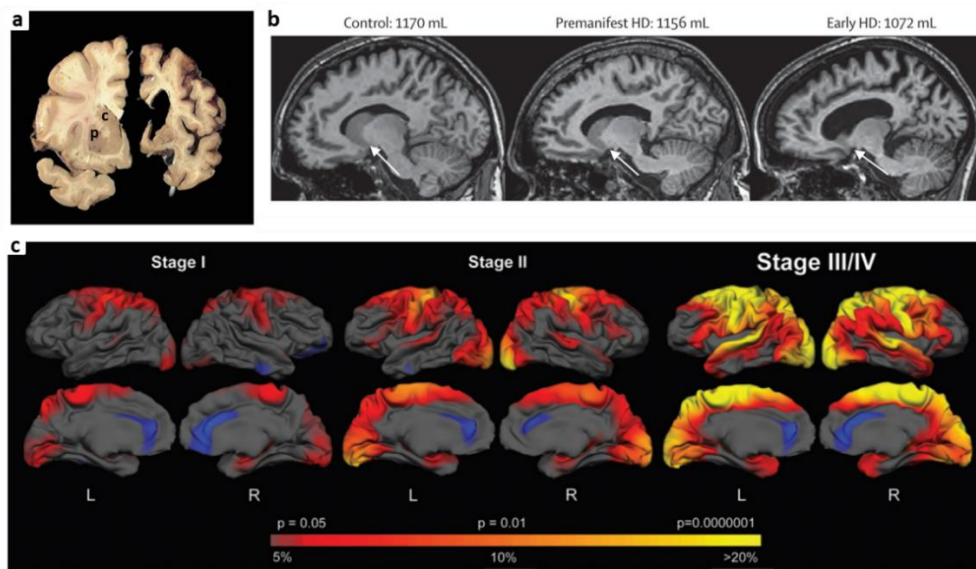 a
c
p
b
Control: 1170 mL Premanifest HD: 1156 mL Early HD: 1072 mL
c
Stage I Stage II Stage III/IV
L R L R L R
p = 0.05 p = 0.01 p=0.0000001
5% 10% >20%